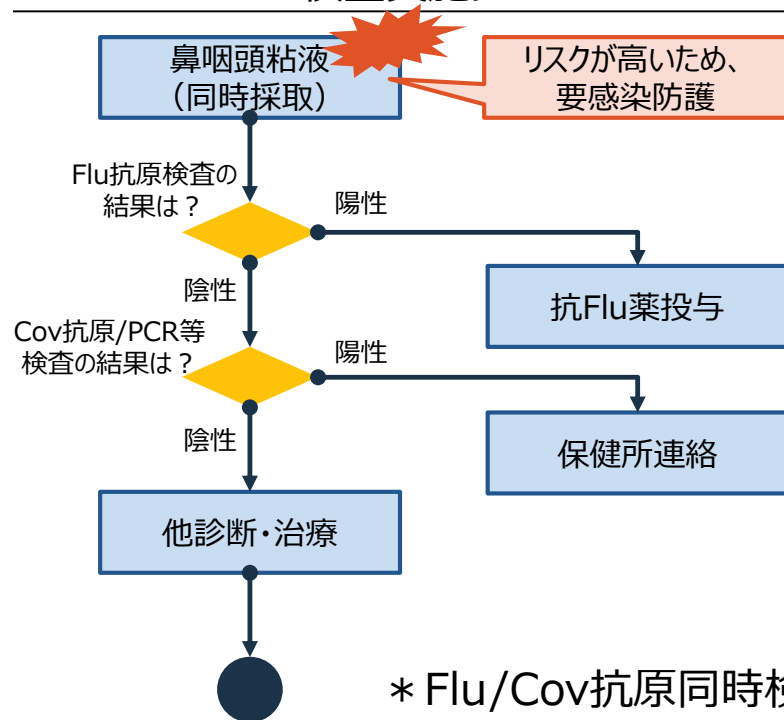 鼻咽頭粘液
（同時採取）
リスクが高いため、
要感染防護
Flu抗原検査の
結果は？
陽性
抗Flu薬投与
陰性
Cov抗原/PCR等
検査の結果は？
陽性
保健所連絡
陰性
他診断・治療
＊Flu/Cov抗原同時検